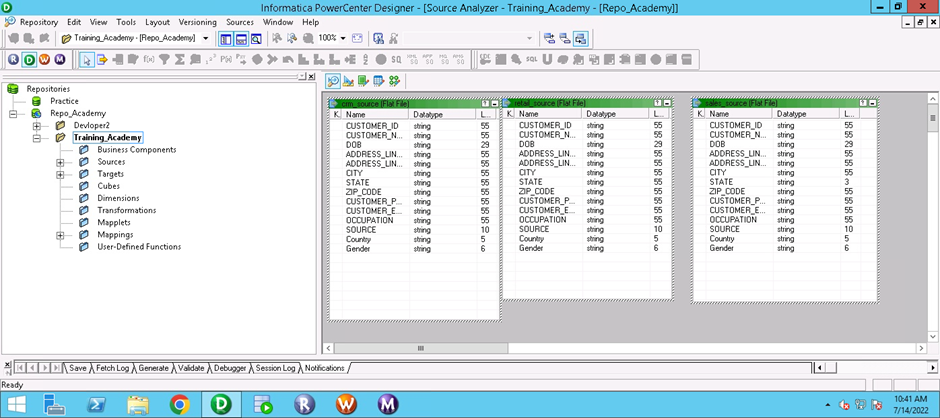 Informatica PowerCenter Designer - [Source Analyzer - Training_Academy - [Repo_Academy]]
Repository Edit View Tools Layout Versioning Sources Window Help
Training_Academy - [Repo_Academy] 100%
R D W M
Repositories
Practice
Repo_Academy
Devloper2
Training_Academy
Business Components
Sources
Targets
Cubes
Dimensions
Transformations
Mapplets
Mappings
User-Defined Functions
crm_source (Flat File)
K. Name Datatype L...
CUSTOMER_ID string 55
CUSTOMER_N... string 55
DOB string 29
ADDRESS_LIN... string 55
ADDRESS_LIN... string 55
CITY string 55
STATE string 55
ZIP_CODE string 55
CUSTOMER_P... string 55
CUSTOMER_E... string 55
OCCUPATION string 55
SOURCE string 10
Country string 5
Gender string 6
retail_source (Flat File)
K. Name Datatype L...
CUSTOMER_ID string 55
CUSTOMER_N... string 55
DOB string 29
ADDRESS_LIN... string 55
ADDRESS_LIN... string 55
CITY string 55
STATE string 55
ZIP_CODE string 55
CUSTOMER_P... string 55
CUSTOMER_E... string 55
OCCUPATION string 55
SOURCE string 10
Country string 5
Gender string 6
sales_source (Flat File)
K. Name Datatype L...
CUSTOMER_ID string 55
CUSTOMER_N... string 55
DOB string 29
ADDRESS_LIN... string 55
ADDRESS_LIN... string 55
CITY string 55
STATE string 3
ZIP_CODE string 55
CUSTOMER_P... string 55
CUSTOMER_E... string 55
OCCUPATION string 55
SOURCE string 10
Country string 5
Gender string 6
Save Fetch Log Generate Validate Debugger Session Log Notifications
Ready
D R W M
10:41 AM
7/14/2022